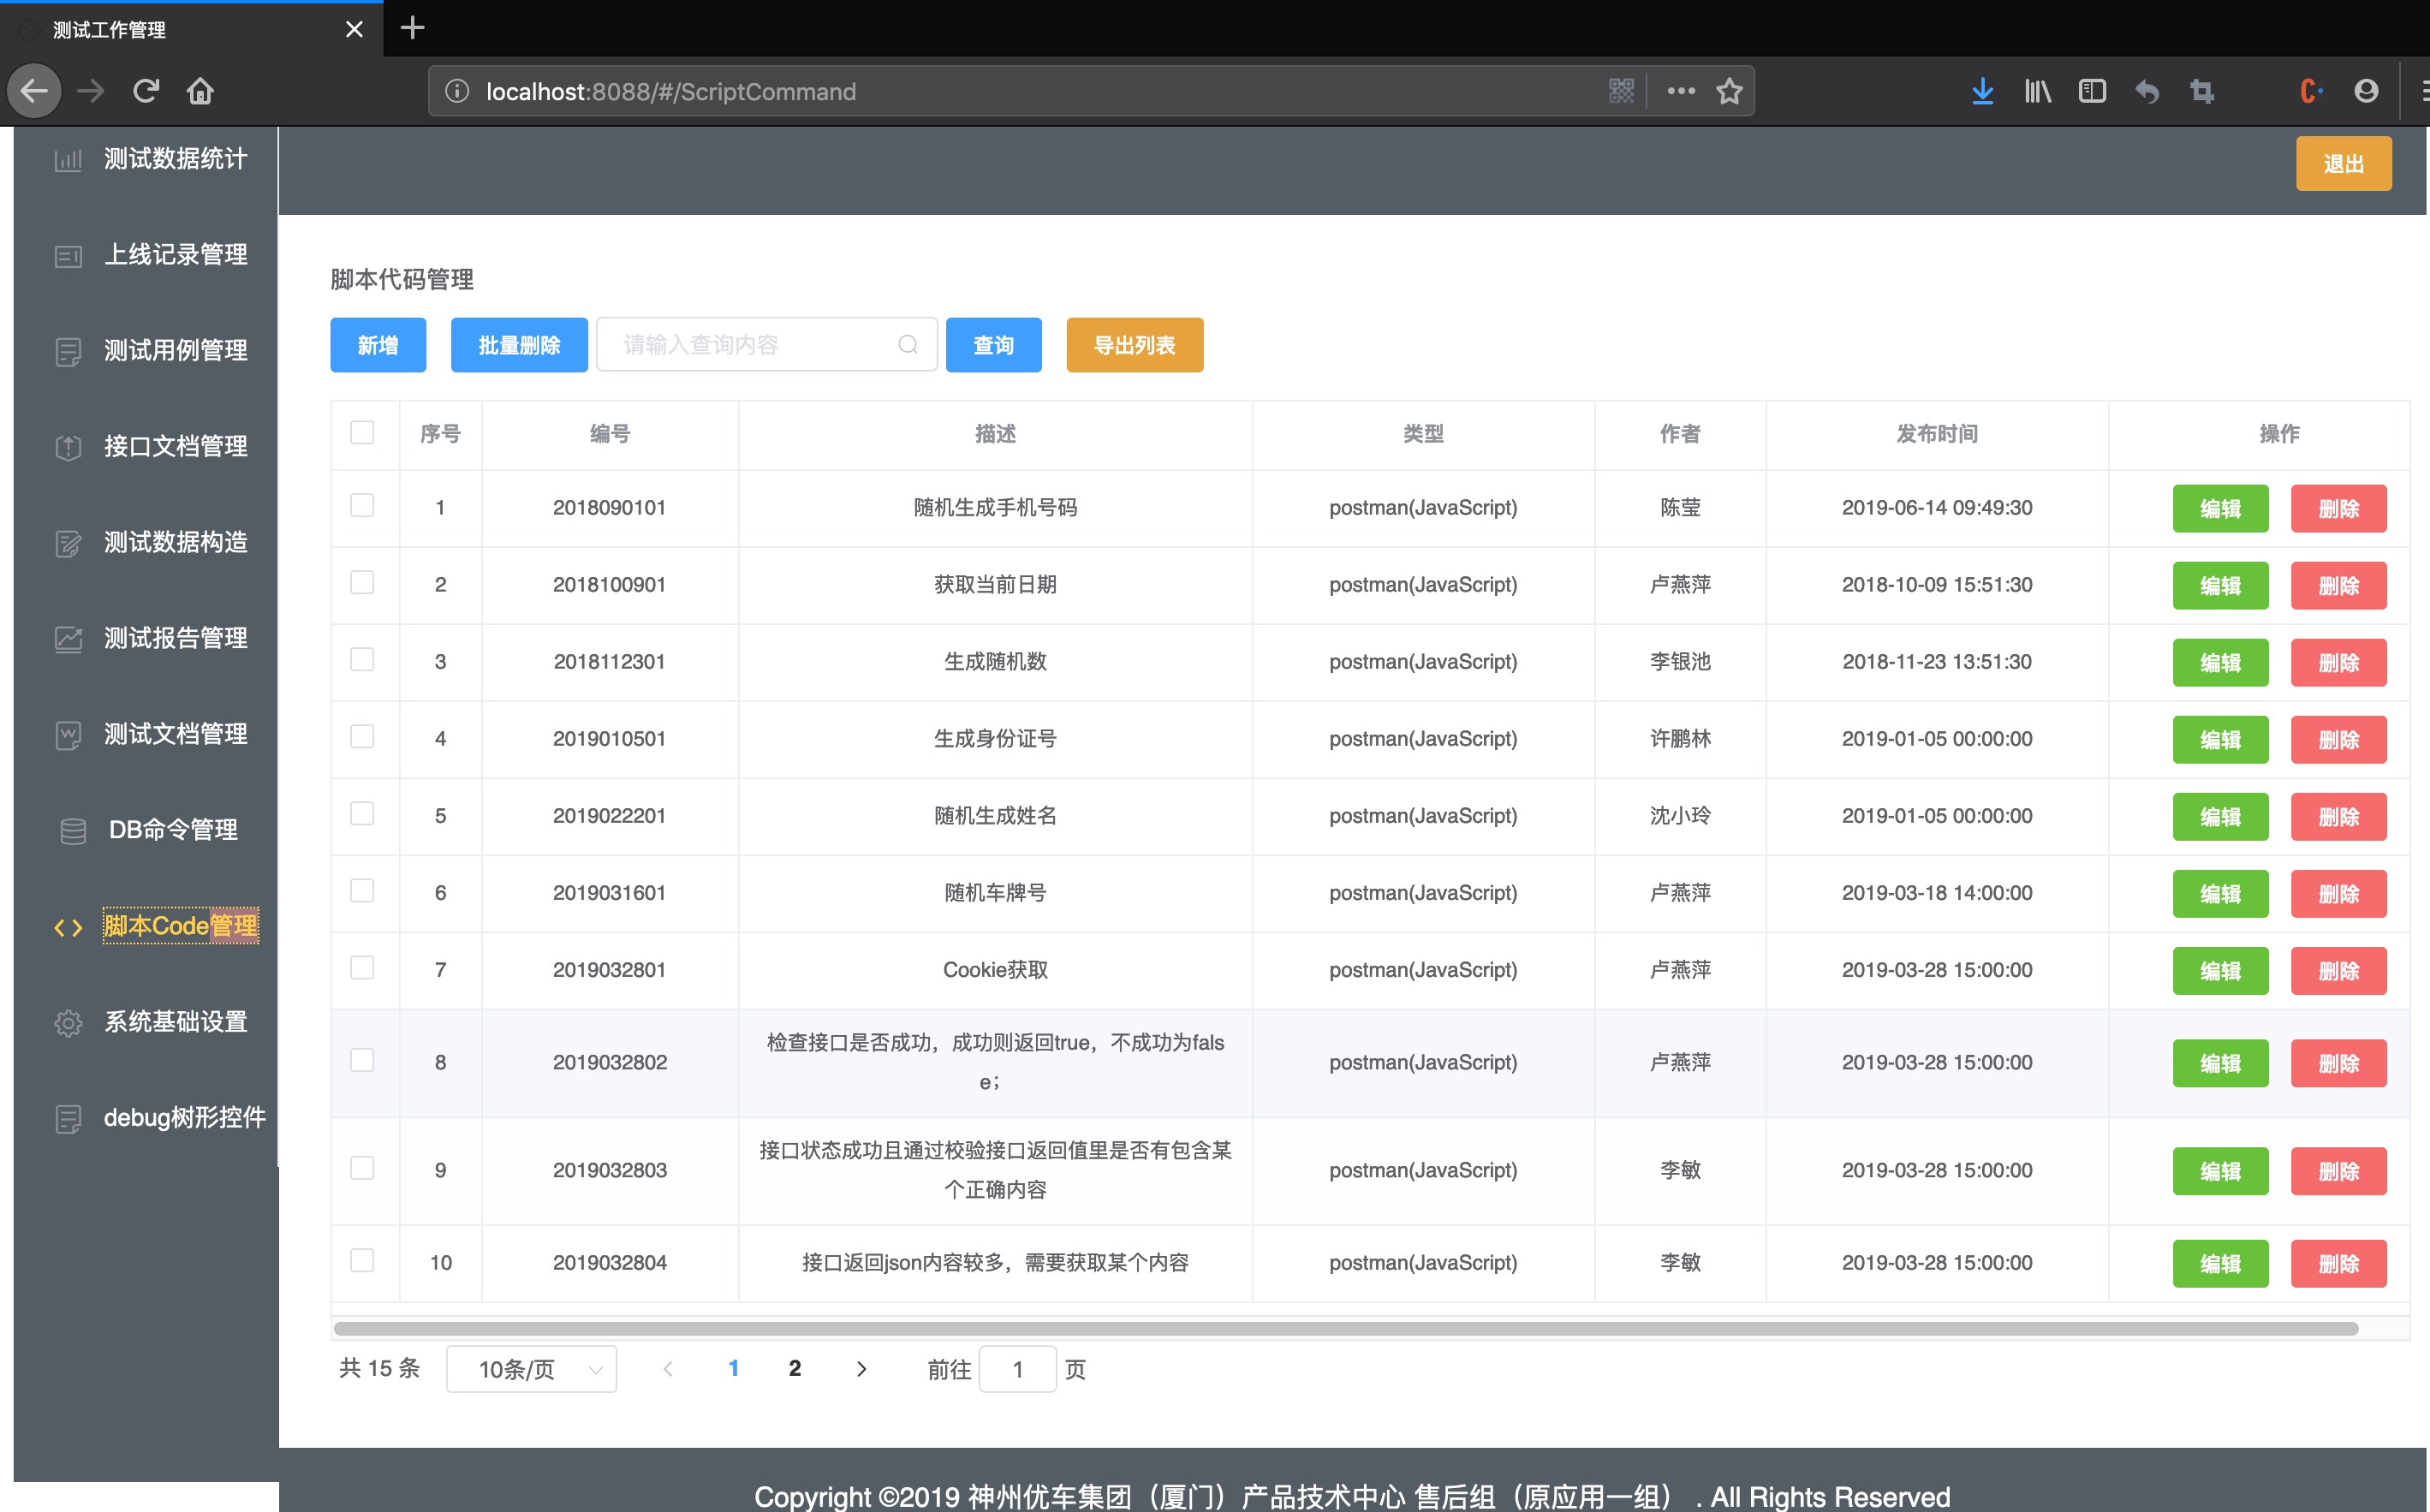 测试工作管理
localhost:8088/#/ScriptCommand
退出
测试数据统计
上线记录管理
测试用例管理
接口文档管理
测试数据构造
测试报告管理
测试文档管理
DB命令管理
脚本Code管理
系统基础设置
debug树形控件
脚本代码管理
新增 批量删除 请输入查询内容 查询 导出列表
序号 编号 描述 类型 作者 发布时间 操作
1 2018090101 随机生成手机号码 postman(JavaScript) 陈莹 2019-06-14 09:49:30 编辑 删除
2 2018100901 获取当前日期 postman(JavaScript) 卢燕萍 2018-10-09 15:51:30 编辑 删除
3 2018112301 生成随机数 postman(JavaScript) 李银池 2018-11-23 13:51:30 编辑 删除
4 2019010501 生成身份证号 postman(JavaScript) 许鹏林 2019-01-05 00:00:00 编辑 删除
5 2019022201 随机生成姓名 postman(JavaScript) 沈小玲 2019-01-05 00:00:00 编辑 删除
6 2019031601 随机车牌号 postman(JavaScript) 卢燕萍 2019-03-18 14:00:00 编辑 删除
7 2019032801 Cookie获取 postman(JavaScript) 卢燕萍 2019-03-28 15:00:00 编辑 删除
8 2019032802 检查接口是否成功，成功则返回true，不成功为fals
e； postman(JavaScript) 卢燕萍 2019-03-28 15:00:00 编辑 删除
9 2019032803 接口状态成功且通过校验接口返回值里是否有包含某
个正确内容 postman(JavaScript) 李敏 2019-03-28 15:00:00 编辑 删除
10 2019032804 接口返回json内容较多，需要获取某个内容 postman(JavaScript) 李敏 2019-03-28 15:00:00 编辑 删除
共 15 条 10条/页 1 2 前往 1 页
Copyright ©2019 神州优车集团（厦门）产品技术中心 售后组（原应用一组）. All Rights Reserved